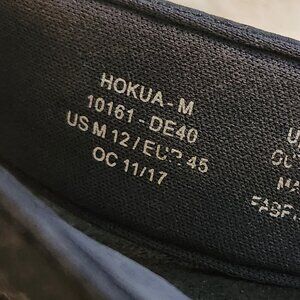 HOKUA - M
10161 - DE40
US M 12 / EUR 45
OC 11/17